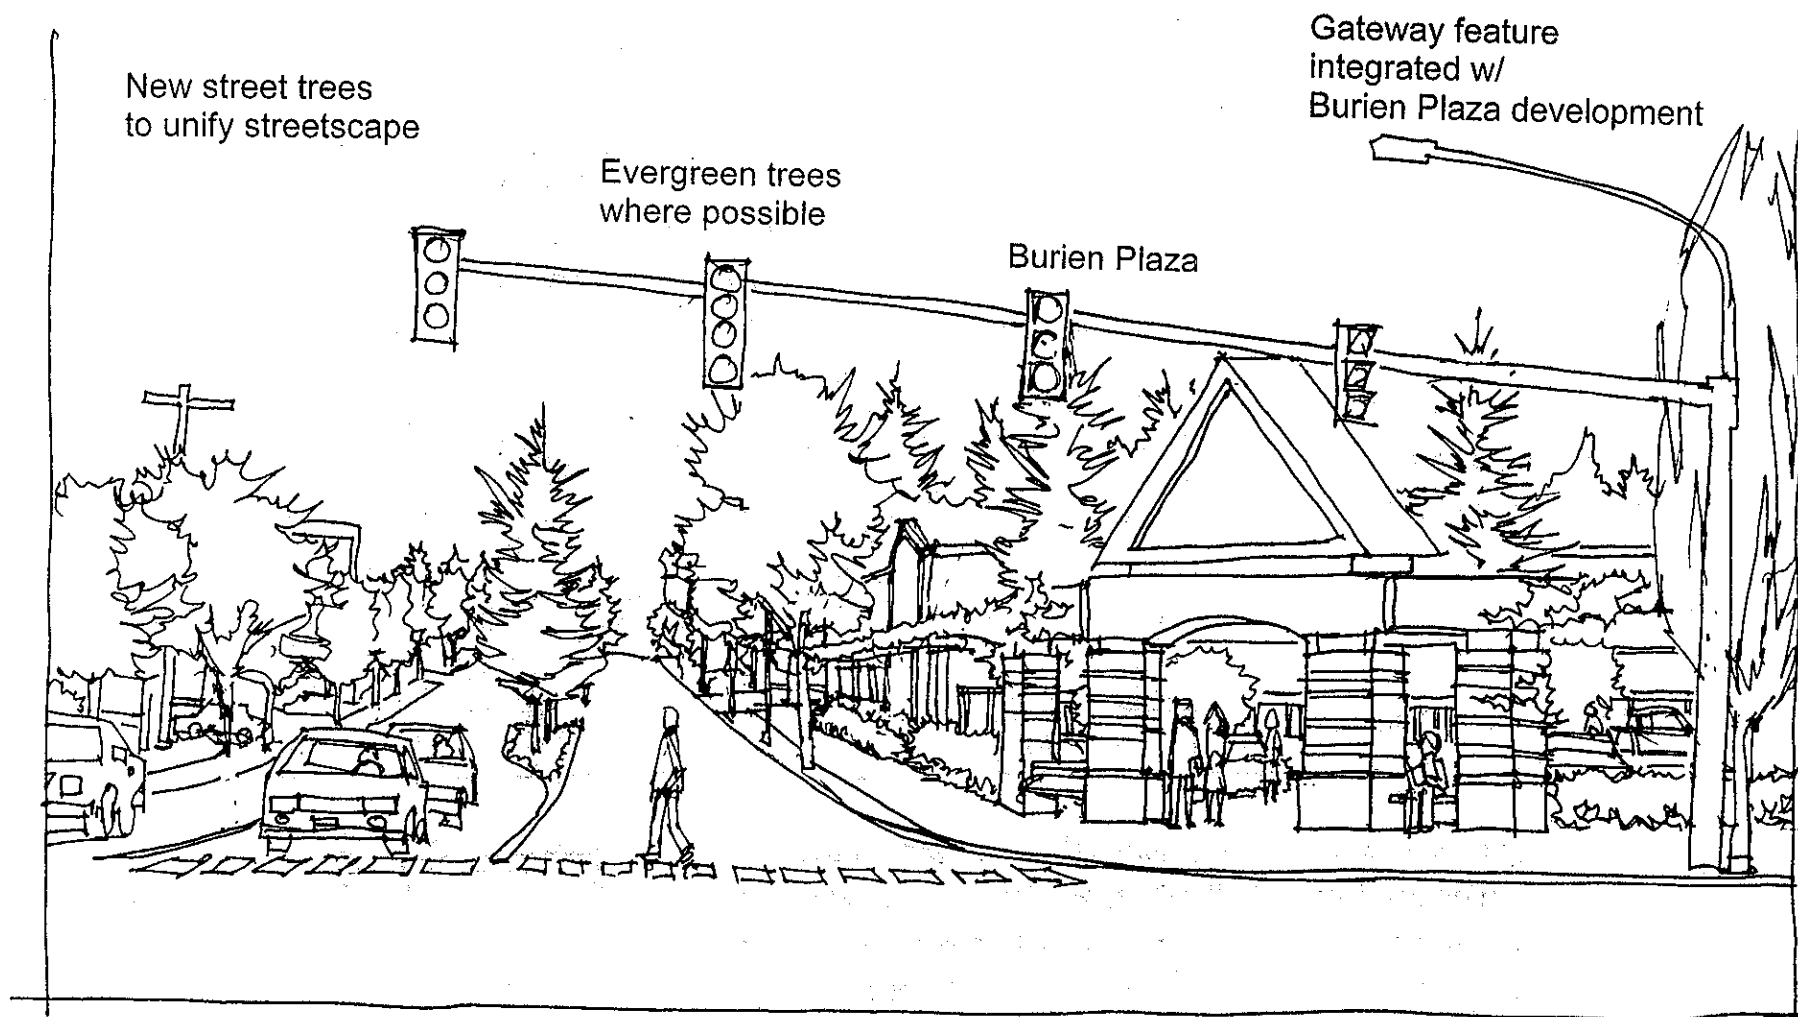 New street trees
to unify streetscape
Evergreen trees
where possible
Burien Plaza
Gateway feature
integrated w/
Burien Plaza development